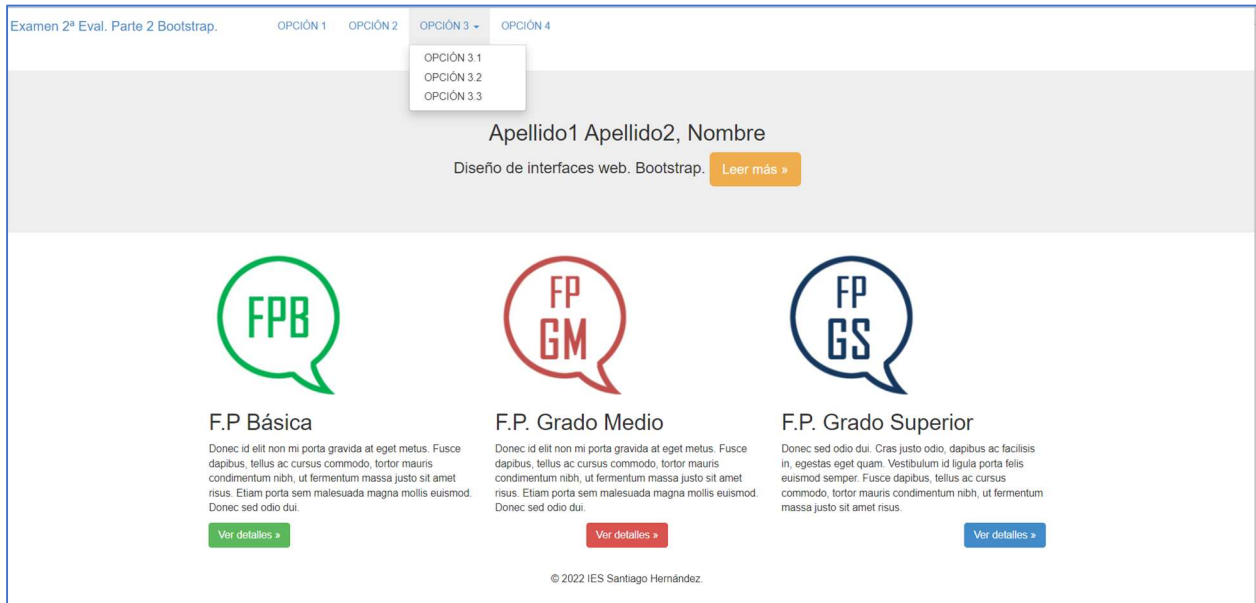 Examen 2ª Eval. Parte 2 Bootstrap.
OPCIÓN 1
OPCIÓN 2
OPCIÓN 3
OPCIÓN 4
OPCIÓN 3.1
OPCIÓN 3.2
OPCIÓN 3.3
Apellido1 Apellido2, Nombre
Diseño de interfaces web. Bootstrap. Leer más »
FPB
F.P Básica
Donec id elit non mi porta gravida at eget metus. Fusce
dapibus, tellus ac cursus commodo, tortor mauris
condimentum nibh, ut fermentum massa justo sit amet
risus. Etiam porta sem malesuada magna mollis euismod.
Donec sed odio dui.
Ver detalles »
FP
GM
F.P. Grado Medio
Donec id elit non mi porta gravida at eget metus. Fusce
dapibus, tellus ac cursus commodo, tortor mauris
condimentum nibh, ut fermentum massa justo sit amet
risus. Etiam porta sem malesuada magna mollis euismod.
Donec sed odio dui.
Ver detalles »
FP
GS
F.P. Grado Superior
Donec sed odio dui. Cras justo odio, dapibus ac facilisis
in, egestas eget quam. Vestibulum id ligula porta felis
euismod semper. Fusce dapibus, tellus ac cursus
commodo, tortor mauris condimentum nibh, ut fermentum
massa justo sit amet risus.
Ver detalles »
© 2022 IES Santiago Hernández.